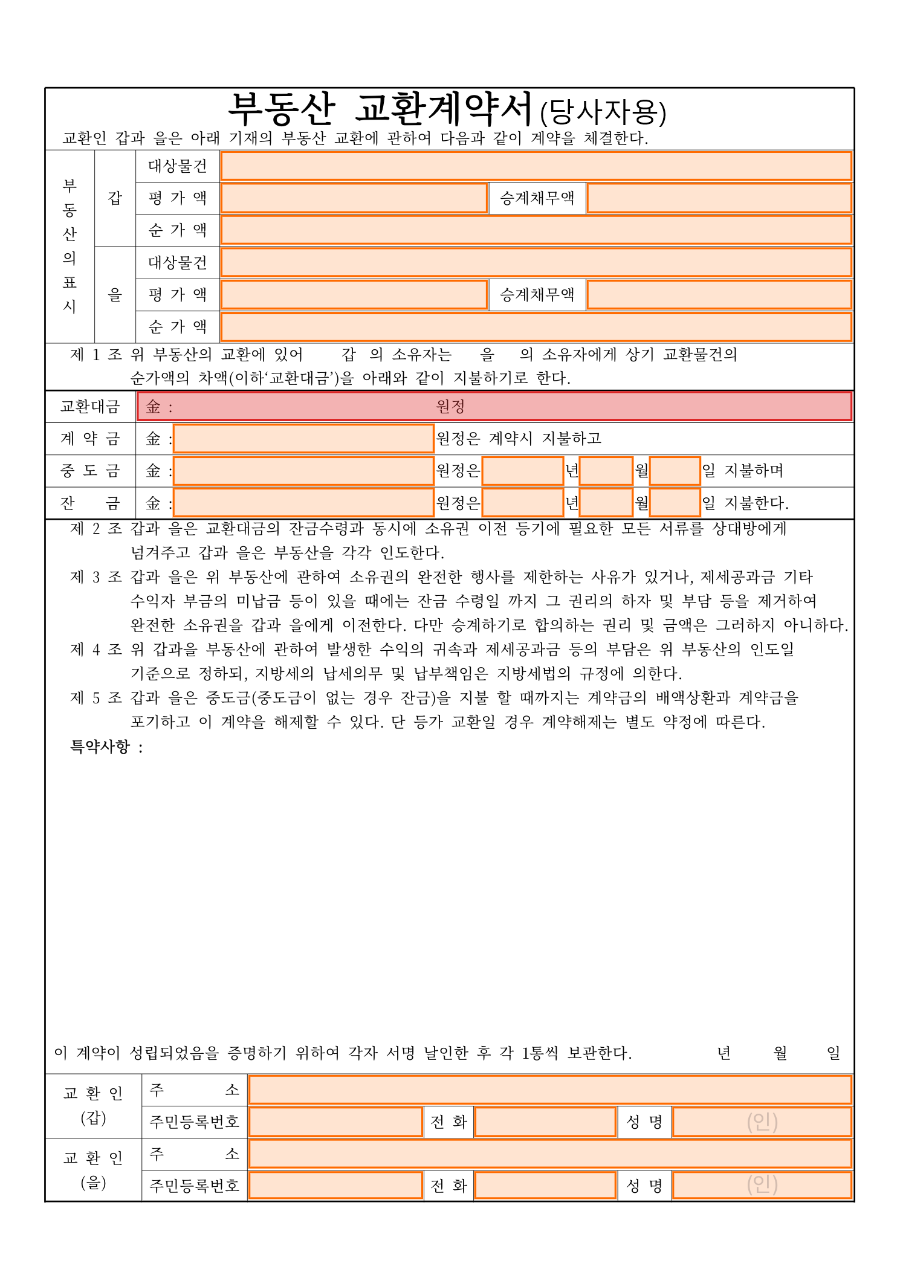 부동산 교환계약서 (당사자용)
교환인 갑과 을은 아래 기재의 부동산 교환에 관하여 다음과 같이 계약을 체결한다.
부동산의 표시
갑
대상물건
평 가 액 승계채무액
순 가 액
을
대상물건
평 가 액 승계채무액
순 가 액
제 1 조 위 부동산의 교환에 있어 갑 의 소유자는 을 의 소유자에게 상기 교환물건의
순가액의 차액(이하‘교환대금’)을 아래와 같이 지불하기로 한다.
교환대금 金 : 원정
계 약 금 金 : 원정은 계약시 지불하고
중 도 금 金 : 원정은 년 월 일 지불하며
잔 금 金 : 원정은 년 월 일 지불한다.
제 2 조 갑과 을은 교환대금의 잔금수령과 동시에 소유권 이전 등기에 필요한 모든 서류를 상대방에게
넘겨주고 갑과 을은 부동산을 각각 인도한다.
제 3 조 갑과 을은 위 부동산에 관하여 소유권의 완전한 행사를 제한하는 사유가 있거나, 제세공과금 기타
수익자 부금의 미납금 등이 있을 때에는 잔금 수령일 까지 그 권리의 하자 및 부담 등을 제거하여
완전한 소유권을 갑과 을에게 이전한다. 다만 승계하기로 합의하는 권리 및 금액은 그러하지 아니하다.
제 4 조 위 갑과을 부동산에 관하여 발생한 수익의 귀속과 제세공과금 등의 부담은 위 부동산의 인도일
기준으로 정하되, 지방세의 납세의무 및 납부책임은 지방세법의 규정에 의한다.
제 5 조 갑과 을은 중도금(중도금이 없는 경우 잔금)을 지불 할 때까지는 계약금의 배액상환과 계약금을
포기하고 이 계약을 해제할 수 있다. 단 등가 교환일 경우 계약해제는 별도 약정에 따른다.
특약사항 :
이 계약이 성립되었음을 증명하기 위하여 각자 서명 날인한 후 각 1통씩 보관한다. 년 월 일
교 환 인
(갑)
주 소
주민등록번호 전 화 성 명 (인)
교 환 인
(을)
주 소
주민등록번호 전 화 성 명 (인)